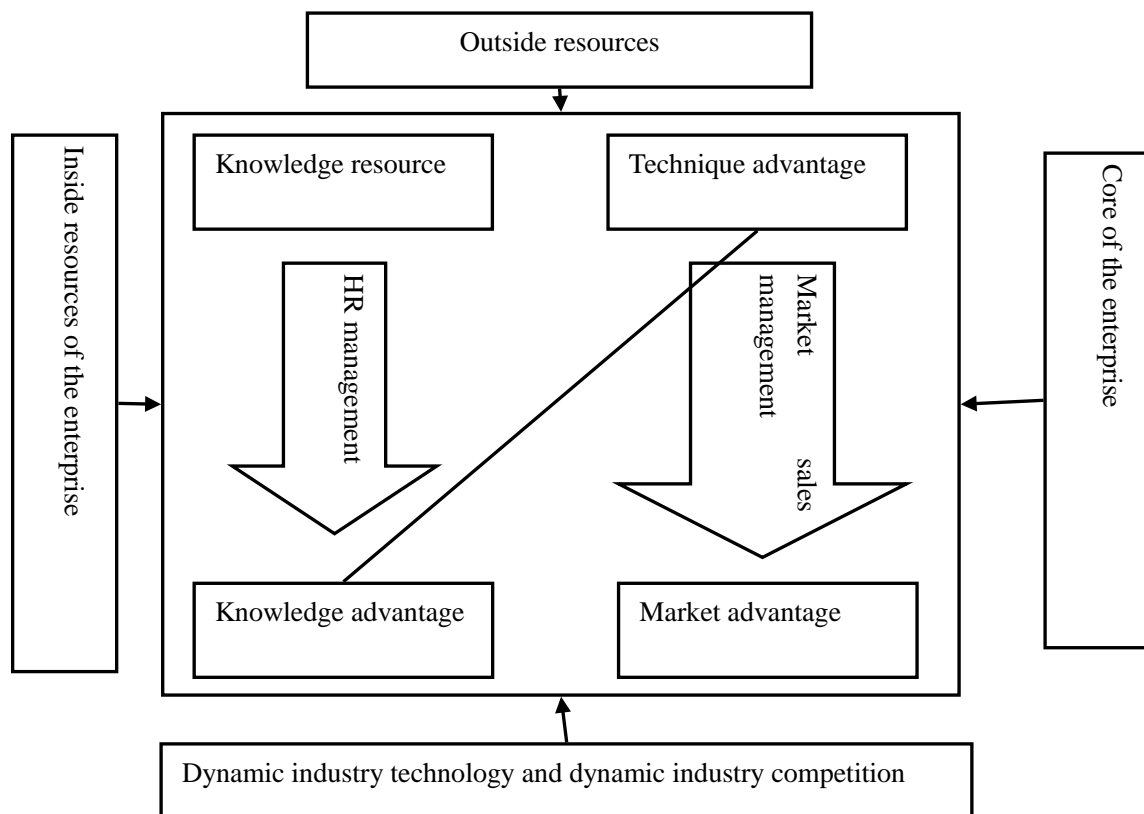 Outside resources
Inside resources of the enterprise
Knowledge resource
Technique advantage
Core of the enterprise
HR management
Market sales
management
Knowledge advantage
Market advantage
Dynamic industry technology and dynamic industry competition